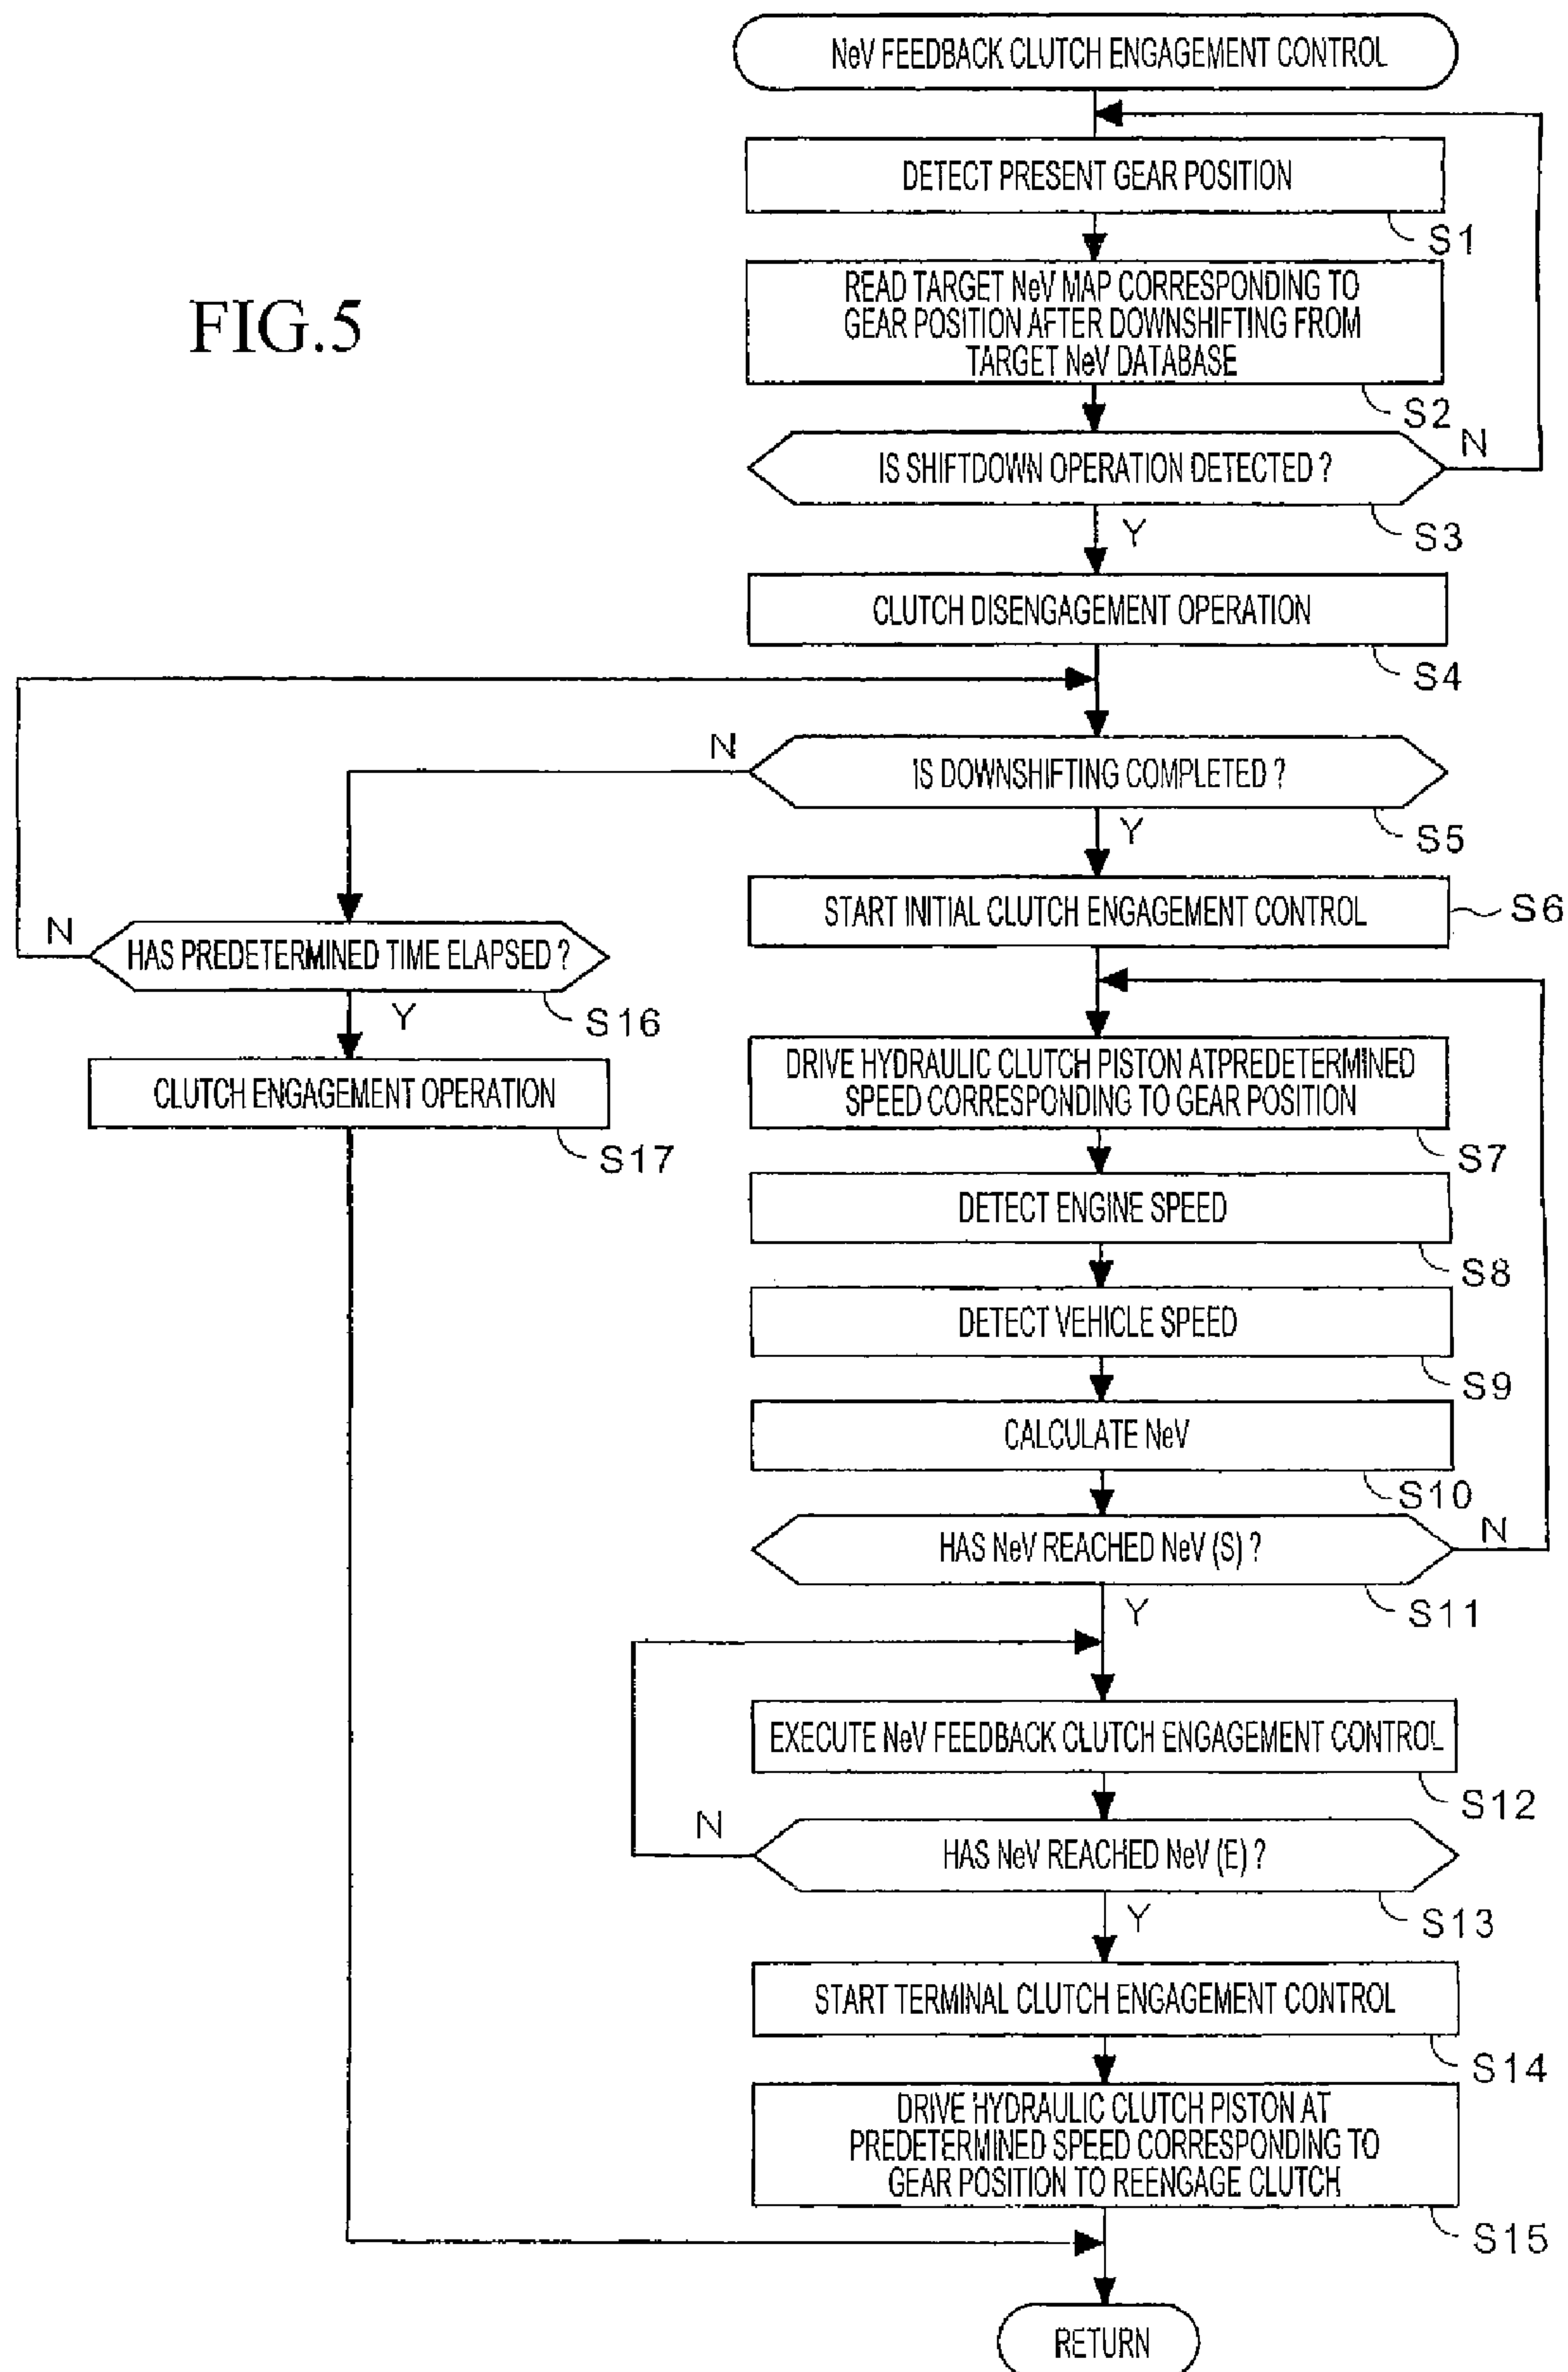 NeV FEEDBACK CLUTCH ENGAGEMENT CONTROL
DETECT PRESENT GEAR POSITION
S1
FIG.5
READ TARGET NeV MAP CORRESPONDING TO
GEAR POSITION AFTER DOWNSHIFTING FROM
TARGET NeV DATABASE
S2
IS SHIFTDOWN OPERATION DETECTED ?
N
S3
Y
CLUTCH DISENGAGEMENT OPERATION
S4
IS DOWNSHIFTING COMPLETED ?
N
S5
Y
START INITIAL CLUTCH ENGAGEMENT CONTROL
S6
HAS PREDETERMINED TIME ELAPSED ?
N
S16
Y
CLUTCH ENGAGEMENT OPERATION
S17
DRIVE HYDRAULIC CLUTCH PISTON ATPREDETERMINED
SPEED CORRESPONDING TO GEAR POSITION
S7
DETECT ENGINE SPEED
S8
DETECT VEHICLE SPEED
S9
CALCULATE NeV
S10
HAS NeV REACHED NeV (S) ?
N
S11
Y
EXECUTE NeV FEEDBACK CLUTCH ENGAGEMENT CONTROL
S12
N
HAS NeV REACHED NeV (E) ?
S13
Y
START TERMINAL CLUTCH ENGAGEMENT CONTROL
S14
DRIVE HYDRAULIC CLUTCH PISTON AT
PREDETERMINED SPEED CORRESPONDING TO
GEAR POSITION TO REENGAGE CLUTCH
S15
RETURN